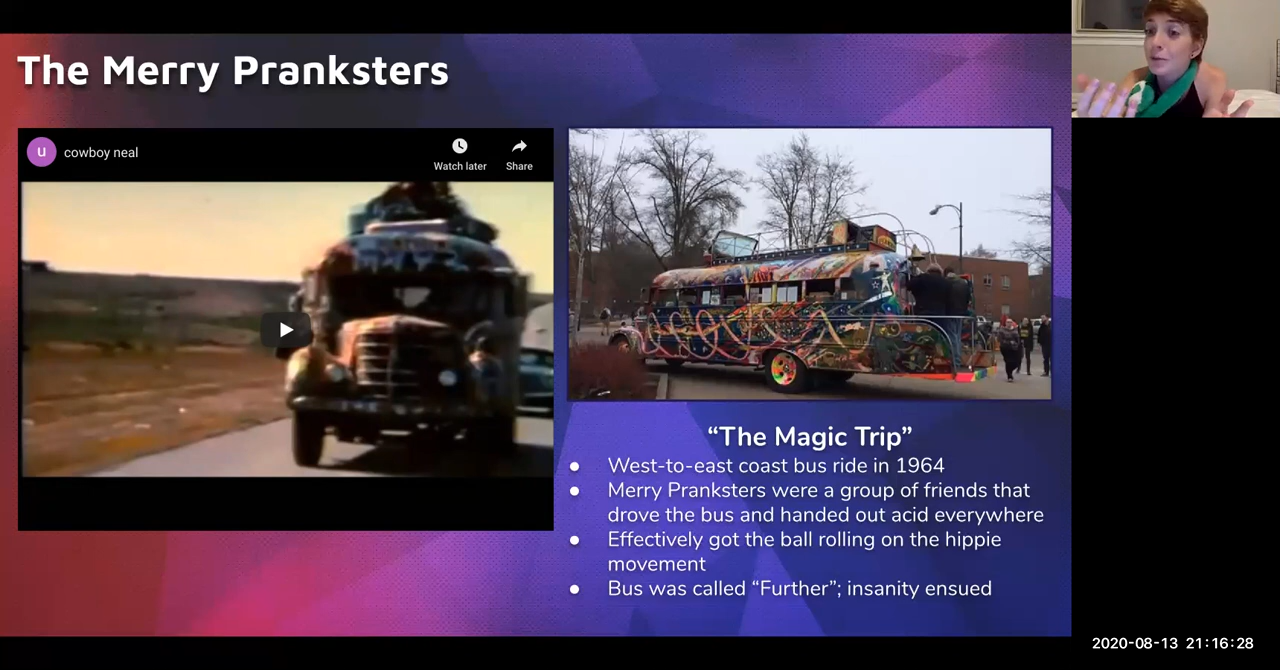 The Merry Pranksters
u
cowboy neal
Watch later
Share
“The Magic Trip”
● West-to-east coast bus ride in 1964
● Merry Pranksters were a group of friends that
drove the bus and handed out acid everywhere
● Effectively got the ball rolling on the hippie
movement
● Bus was called “Further”; insanity ensued
2020-08-13 21:16:28